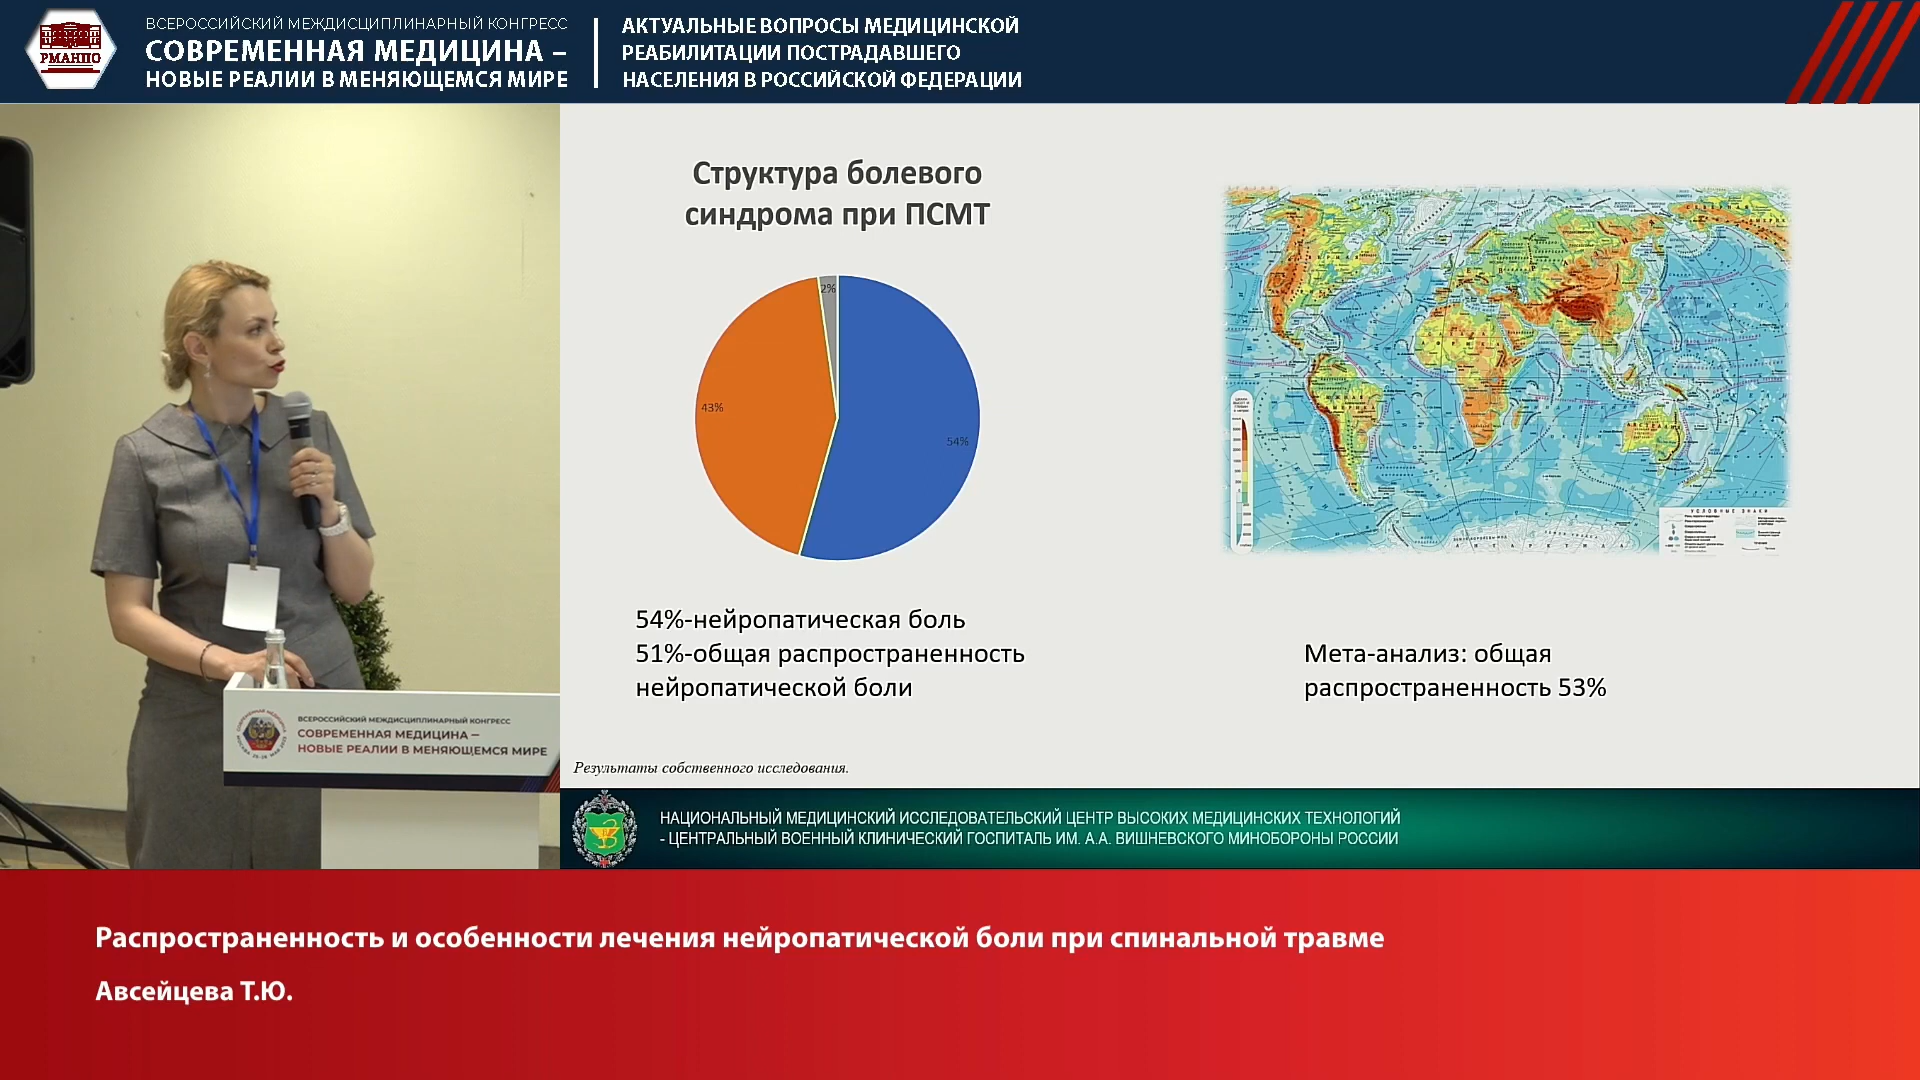 РМАНПО
ВСЕРОССИЙСКИЙ МЕЖДИСЦИПЛИНАРНЫЙ КОНГРЕСС
СОВРЕМЕННАЯ МЕДИЦИНА –
НОВЫЕ РЕАЛИИ В МЕНЯЮЩЕМСЯ МИРЕ
АКТУАЛЬНЫЕ ВОПРОСЫ МЕДИЦИНСКОЙ
РЕАБИЛИТАЦИИ ПОСТРАДАВШЕГО
НАСЕЛЕНИЯ В РОССИЙСКОЙ ФЕДЕРАЦИИ
Структура болевого
синдрома при ПСМТ
2%
43%
54%
УСЛОВНЫЕ ЗНАКИ
54%-нейропатическая боль
51%-общая распространенность
нейропатической боли
Мета-анализ: общая
распространенность 53%
Результаты собственного исследования.
ВСЕРОССИЙСКИЙ МЕЖДИСЦИПЛИНАРНЫЙ КОНГРЕСС
СОВРЕМЕННАЯ МЕДИЦИНА –
НОВЫЕ РЕАЛИИ В МЕНЯЮЩЕМСЯ МИРЕ
НАЦИОНАЛЬНЫЙ МЕДИЦИНСКИЙ ИССЛЕДОВАТЕЛЬСКИЙ ЦЕНТР ВЫСОКИХ МЕДИЦИНСКИХ ТЕХНОЛОГИЙ
- ЦЕНТРАЛЬНЫЙ ВОЕННЫЙ КЛИНИЧЕСКИЙ ГОСПИТАЛЬ ИМ. А.А. ВИШНЕВСКОГО МИНОБОРОНЫ РОССИИ
Распространенность и особенности лечения нейропатической боли при спинальной травме
Авсейцева Т.Ю.